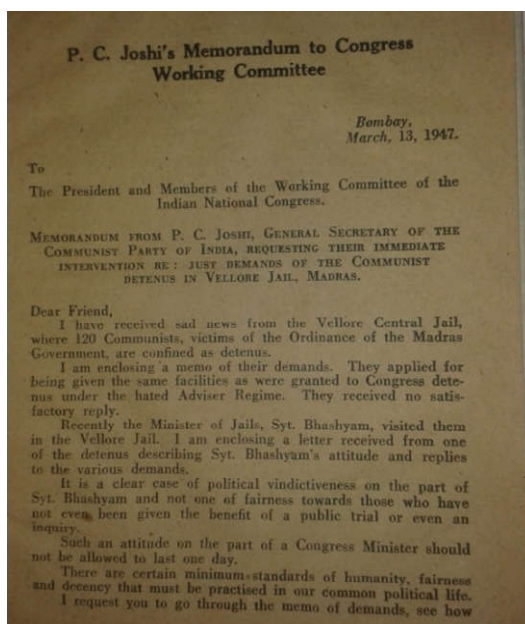 P. C. Joshi's Memorandum to Congress
Working Committee
Bombay,
March, 13, 1947.
To
The President and Members of the Working Committee of the
Indian National Congress.
MEMORANDUM FROM P. C. JOSHI, GENERAL SECRETARY OF THE
COMMUNIST PARTY OF INDIA, REQUESTING THEIR IMMEDIATE
INTERVENTION RE : JUST DEMANDS OF THE COMMUNIST
DETENUS IN VELLORE JAIL, MADRAS.
Dear Friend,
I have received sad news from the Vellore Central Jail,
where 120 Communists, victims of the Ordinance of the Madras
Government, are confined as detenus.
I am enclosing a memo of their demands. They applied for
being given the same facilities as were granted to Congress dete-
nus under the hated Adviser Regime. They received no satis-
factory reply.
Recently the Minister of Jails, Syt. Bhashyam, visited them
in the Vellore Jail. I am enclosing a letter received from one
of the detenus describing Syt. Bhashyam's attitude and replies
to the various demands.
It is a clear case of political vindictiveness on the part of
Syt. Bhashyam and not one of fairness towards those who have
not even been given the benefit of a public trial or even an
inquiry.
Such an attitude on the part of a Congress Minister should
not be allowed to last one day.
There are certain minimum standards of humanity, fairness
and decency that must be practised in our common political life.
I request you to go through the memo of demands, see how